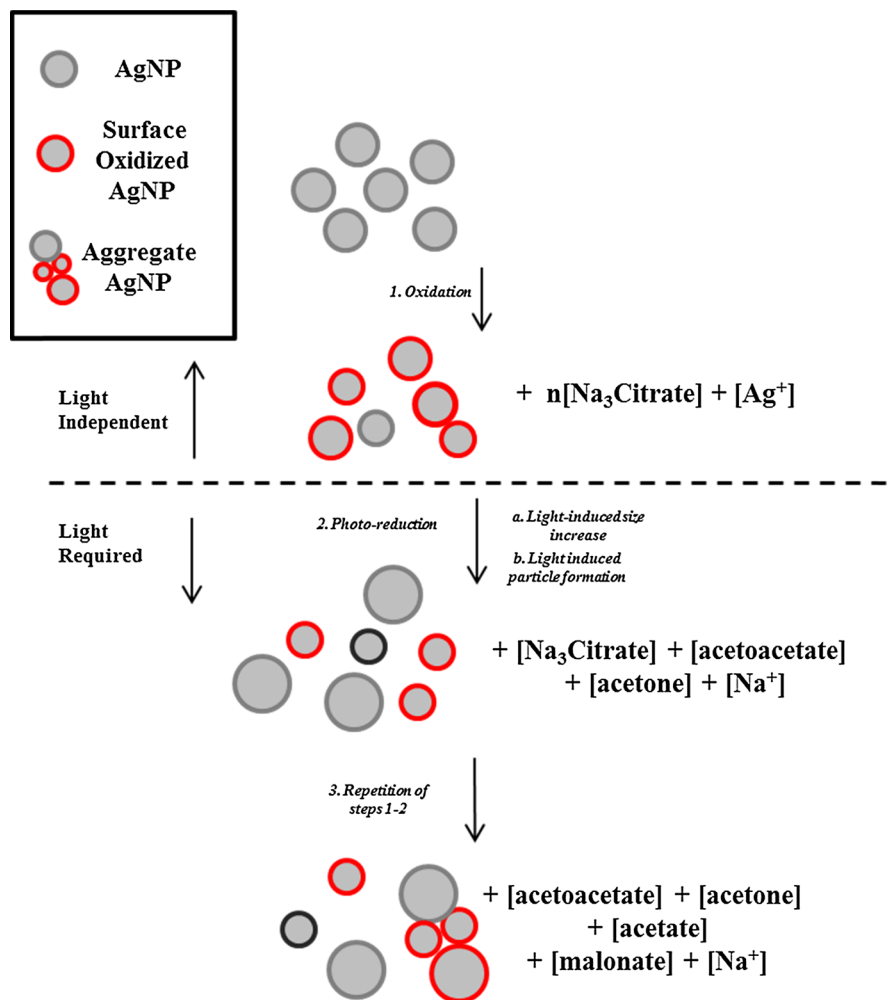 AgNP
Surface
Oxidized
AgNP
Aggregate
AgNP
1. Oxidation
Light
Independent
+ n[Na₃Citrate] + [Ag⁺]
Light
Required
2. Photo-reduction
a. Light-induced size
increase
b. Light induced
particle formation
+ [Na₃Citrate] + [acetoacetate]
+ [acetone] + [Na⁺]
3. Repetition of
steps 1-2
+ [acetoacetate] + [acetone]
+ [acetate]
+ [malonate] + [Na⁺]